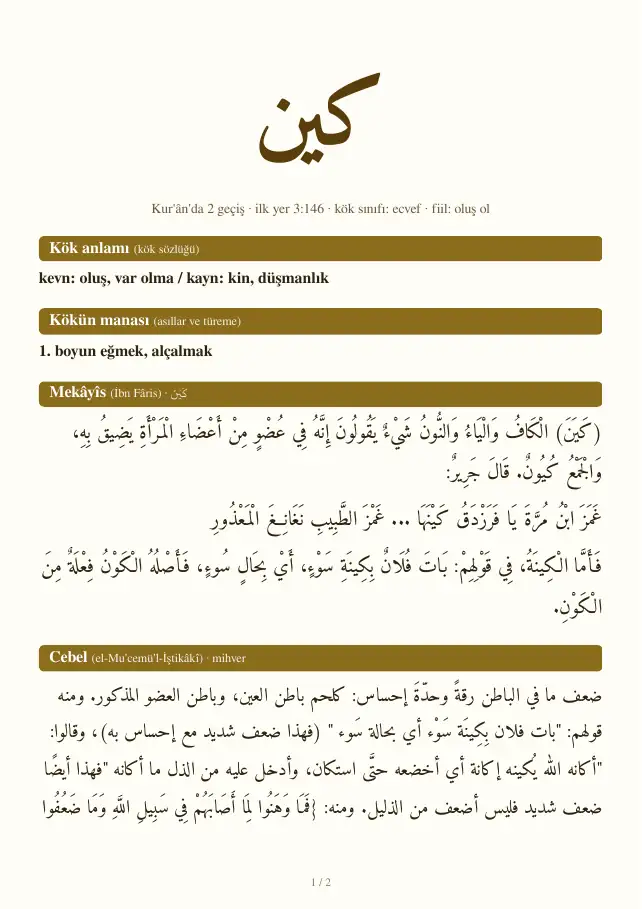 كين
Kur'ân'da 2 geçiş · ilk yer 3:146 · kök sınıfı: ecvef · fiil: oluş ol
Kök anlamı (kök sözlüğü)
kevn: oluş, var olma / kayn: kin, düşmanlık
Kökün manası (asıllar ve türeme)
1. boyun eğmek, alçalmak
Mekâyîs (İbn Fâris) · كَيَنَ
(كَيَنَ) الْكَافُ وَالْيَاءُ وَالنُّونُ شَيْءٌ يَقُولُونَ إِنَّهُ فِي عُضْوٍ مِنْ أَعْضَاءِ الْمَرْأَةِ يَضِيقُ بِهِ،
وَالْجَمْعُ كُيُونٌ. قَالَ جَرِيرٌ:
غَمَزَ ابْنُ مُرَّةَ يَا فَرَزْدَقُ كَيْنَهَا ... غَمْزَ الطَّبِيبِ نَغَانِغَ الْمَعْذُورِ
فَأَمَّا الْكِينَةُ، فِي قَوْلِهِمْ: بَاتَ فُلَانٌ بِكِينَةِ سَوْءٍ، أَيْ بِحَالٍ سُوءٍ، فَأَصْلُهُ الْكَوْنُ فِعْلَةٌ مِنَ
الْكَوْنِ.
Cebel (el-Mu'cemü'l-İştikâkî) · mihver
ضعف ما في الباطن رقةً وحدّةَ إحساس: كلحم باطن العين، وباطن العضو المذكور. ومنه
قولهم: "بات فلان بِكِينَة سَوْء أي بحالة سَوء " (فهذا ضعف شديد مع إحساس به)، وقالوا:
"أكانه الله يُكينه إكانة أي أخضعه حتَّى استكان، وأدخل عليه من الذل ما أكانه "فهذا أيضًا
ضعف شديد فليس أضعف من الذليل. ومنه: {فَمَا وَهَنُوا لِمَا أَصَابَهُمْ فِي سَبِيلِ اللَّهِ وَمَا ضَعُفُوا
1 / 2